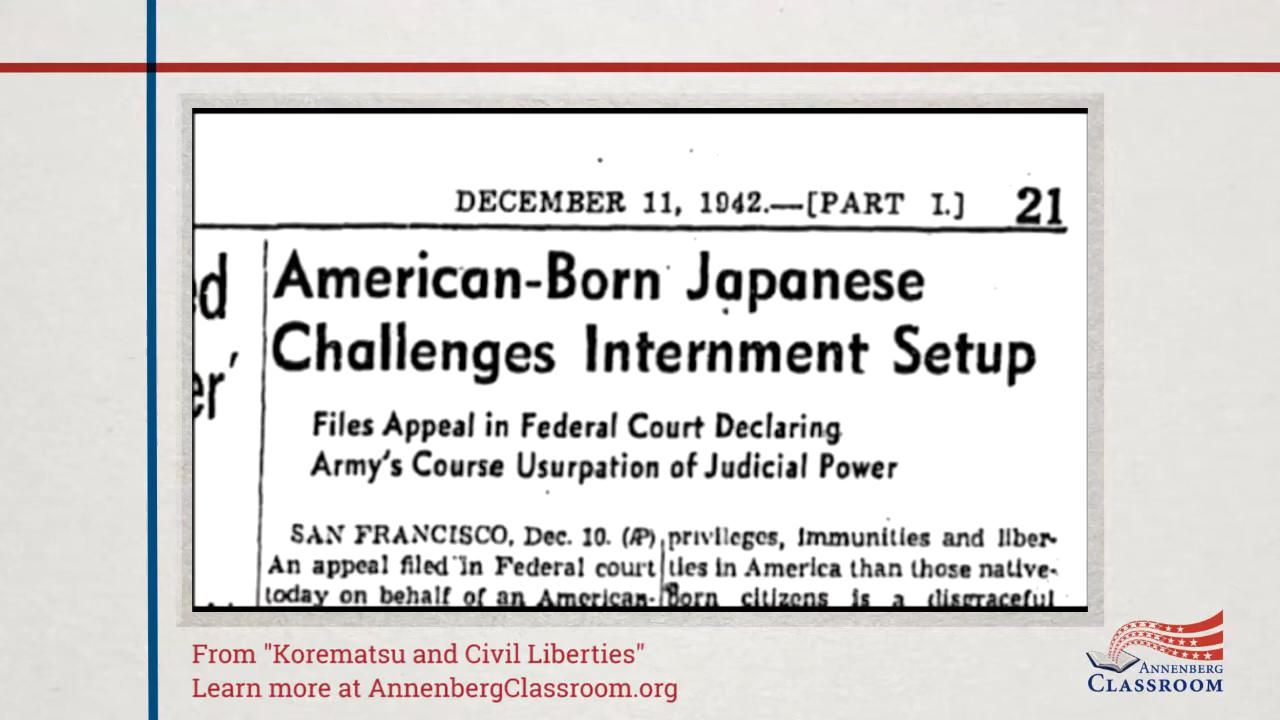 DECEMBER 11, 1942.—[PART I.] 21
ed
er'
American-Born Japanese
Challenges Internment Setup
Files Appeal in Federal Court Declaring
Army's Course Usurpation of Judicial Power
SAN FRANCISCO, Dec. 10. (AP)
An appeal filed in Federal court
today on behalf of an American-
privileges, immunities and liber-
ties in America than those native-
born citizens is a disgraceful
From "Korematsu and Civil Liberties"
Learn more at AnnenbergClassroom.org
ANNENBERG
CLASSROOM